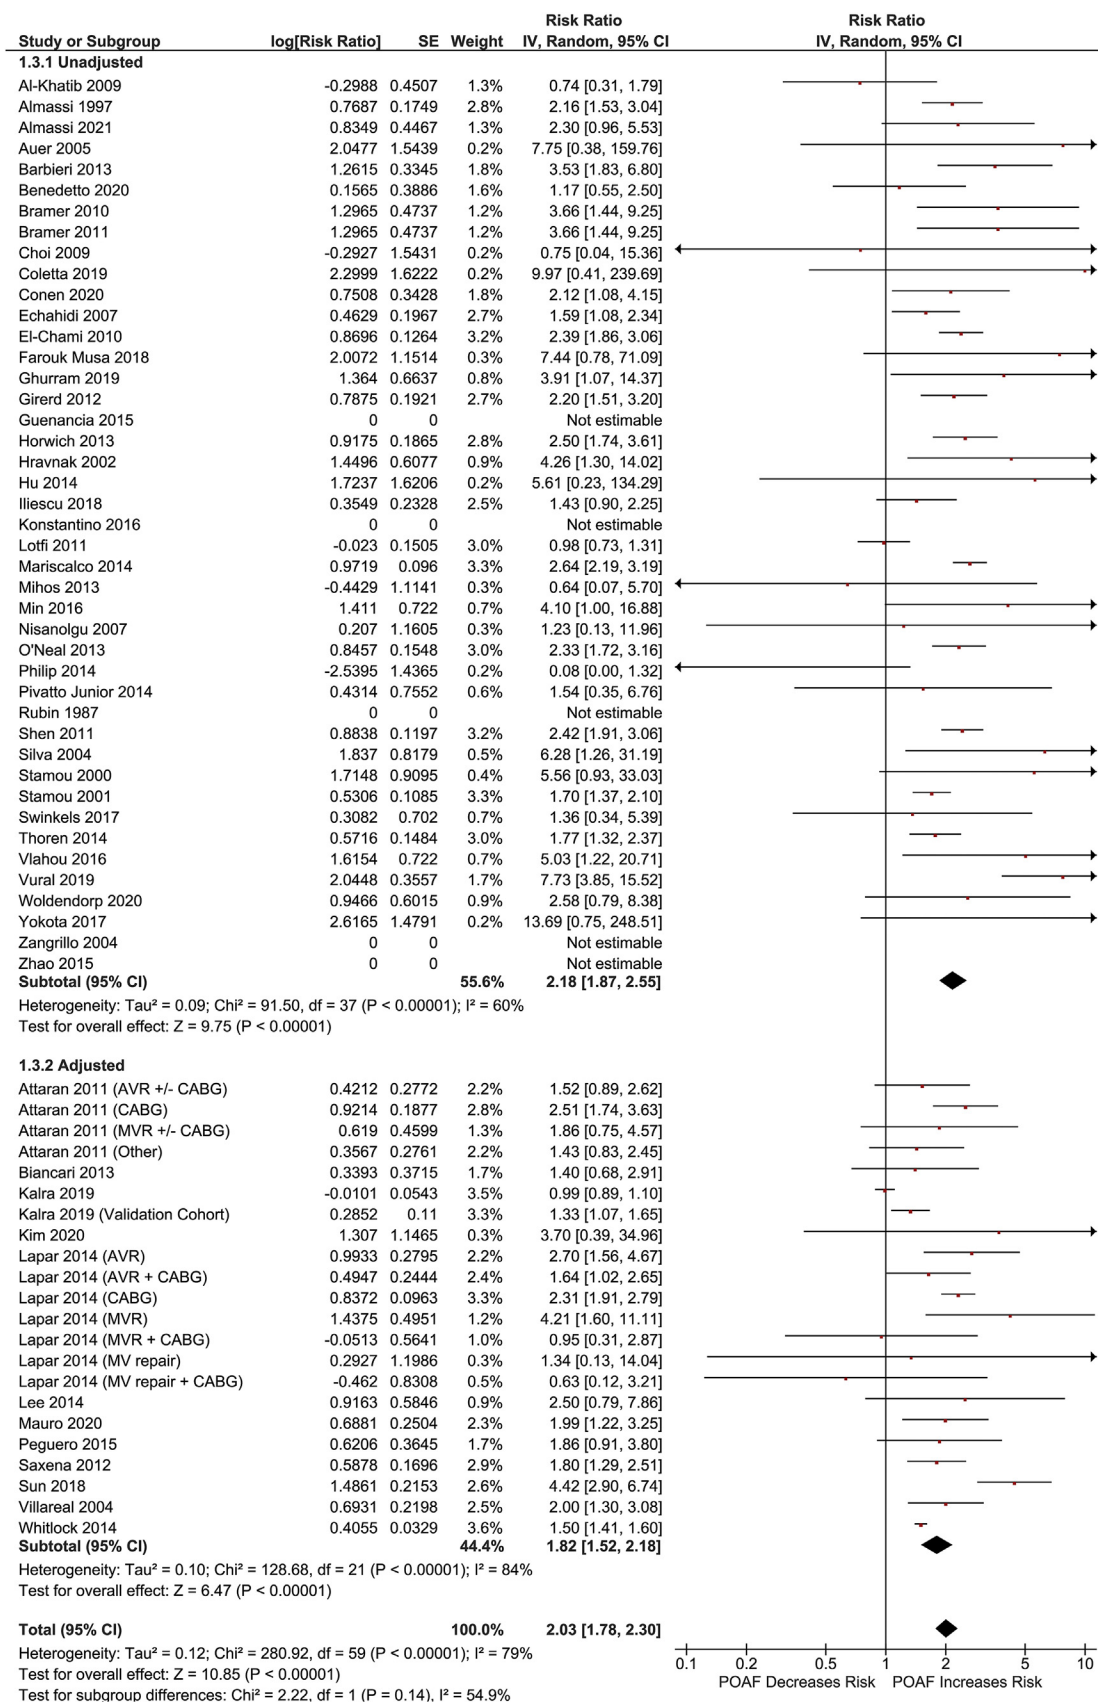 Risk Ratio Risk Ratio
Study or Subgroup log[Risk Ratio] SE Weight IV, Random, 95% CI IV, Random, 95% CI
1.3.1 Unadjusted
Al-Khatib 2009 -0.2988 0.4507 1.3% 0.74 [0.31, 1.79]
Almassi 1997 0.7687 0.1749 2.8% 2.16 [1.53, 3.04]
Almassi 2021 0.8349 0.4467 1.3% 2.30 [0.96, 5.53]
Auer 2005 2.0477 1.5439 0.2% 7.75 [0.38, 159.76]
Barbieri 2013 1.2615 0.3345 1.8% 3.53 [1.83, 6.80]
Benedetto 2020 0.1565 0.3886 1.6% 1.17 [0.55, 2.50]
Bramer 2010 1.2965 0.4737 1.2% 3.66 [1.44, 9.25]
Bramer 2011 1.2965 0.4737 1.2% 3.66 [1.44, 9.25]
Choi 2009 -0.2927 1.5431 0.2% 0.75 [0.04, 15.36]
Coletta 2019 2.2999 1.6222 0.2% 9.97 [0.41, 239.69]
Conen 2020 0.7508 0.3428 1.8% 2.12 [1.08, 4.15]
Echahidi 2007 0.4629 0.1967 2.7% 1.59 [1.08, 2.34]
El-Chami 2010 0.8696 0.1264 3.2% 2.39 [1.86, 3.06]
Farouk Musa 2018 2.0072 1.1514 0.3% 7.44 [0.78, 71.09]
Ghurram 2019 1.364 0.6637 0.8% 3.91 [1.07, 14.37]
Girerd 2012 0.7875 0.1921 2.7% 2.20 [1.51, 3.20]
Guenancia 2015 0 0 Not estimable
Horwich 2013 0.9175 0.1865 2.8% 2.50 [1.74, 3.61]
Hravnak 2002 1.4496 0.6077 0.9% 4.26 [1.30, 14.02]
Hu 2014 1.7237 1.6206 0.2% 5.61 [0.23, 134.29]
Iliescu 2018 0.3549 0.2328 2.5% 1.43 [0.90, 2.25]
Konstantino 2016 0 0 Not estimable
Lotfi 2011 -0.023 0.1505 3.0% 0.98 [0.73, 1.31]
Mariscalco 2014 0.9719 0.096 3.3% 2.64 [2.19, 3.19]
Mihos 2013 -0.4429 1.1141 0.3% 0.64 [0.07, 5.70]
Min 2016 1.411 0.722 0.7% 4.10 [1.00, 16.88]
Nisanolgu 2007 0.207 1.1605 0.3% 1.23 [0.13, 11.96]
O'Neal 2013 0.8457 0.1548 3.0% 2.33 [1.72, 3.16]
Philip 2014 -2.5395 1.4365 0.2% 0.08 [0.00, 1.32]
Pivatto Junior 2014 0.4314 0.7552 0.6% 1.54 [0.35, 6.76]
Rubin 1987 0 0 Not estimable
Shen 2011 0.8838 0.1197 3.2% 2.42 [1.91, 3.06]
Silva 2004 1.837 0.8179 0.5% 6.28 [1.26, 31.19]
Stamou 2000 1.7148 0.9095 0.4% 5.56 [0.93, 33.03]
Stamou 2001 0.5306 0.1085 3.3% 1.70 [1.37, 2.10]
Swinkels 2017 0.3082 0.702 0.7% 1.36 [0.34, 5.39]
Thoren 2014 0.5716 0.1484 3.0% 1.77 [1.32, 2.37]
Vlahou 2016 1.6154 0.722 0.7% 5.03 [1.22, 20.71]
Vural 2019 2.0448 0.3557 1.7% 7.73 [3.85, 15.52]
Woldendorp 2020 0.9466 0.6015 0.9% 2.58 [0.79, 8.38]
Yokota 2017 2.6165 1.4791 0.2% 13.69 [0.75, 248.51]
Zangrillo 2004 0 0 Not estimable
Zhao 2015 0 0 Not estimable
Subtotal (95% CI) 55.6% 2.18 [1.87, 2.55]
Heterogeneity: Tau² = 0.09; Chi² = 91.50, df = 37 (P < 0.00001); I² = 60%
Test for overall effect: Z = 9.75 (P < 0.00001)
1.3.2 Adjusted
Attaran 2011 (AVR +/- CABG) 0.4212 0.2772 2.2% 1.52 [0.89, 2.62]
Attaran 2011 (CABG) 0.9214 0.1877 2.8% 2.51 [1.74, 3.63]
Attaran 2011 (MVR +/- CABG) 0.619 0.4599 1.3% 1.86 [0.75, 4.57]
Attaran 2011 (Other) 0.3567 0.2761 2.2% 1.43 [0.83, 2.45]
Biancari 2013 0.3393 0.3715 1.7% 1.40 [0.68, 2.91]
Kalra 2019 -0.0101 0.0543 3.5% 0.99 [0.89, 1.10]
Kalra 2019 (Validation Cohort) 0.2852 0.11 3.3% 1.33 [1.07, 1.65]
Kim 2020 1.307 1.1465 0.3% 3.70 [0.39, 34.96]
Lapar 2014 (AVR) 0.9933 0.2795 2.2% 2.70 [1.56, 4.67]
Lapar 2014 (AVR + CABG) 0.4947 0.2444 2.4% 1.64 [1.02, 2.65]
Lapar 2014 (CABG) 0.8372 0.0963 3.3% 2.31 [1.91, 2.79]
Lapar 2014 (MVR) 1.4375 0.4951 1.2% 4.21 [1.60, 11.11]
Lapar 2014 (MVR + CABG) -0.0513 0.5641 1.0% 0.95 [0.31, 2.87]
Lapar 2014 (MV repair) 0.2927 1.1986 0.3% 1.34 [0.13, 14.04]
Lapar 2014 (MV repair + CABG) -0.462 0.8308 0.5% 0.63 [0.12, 3.21]
Lee 2014 0.9163 0.5846 0.9% 2.50 [0.79, 7.86]
Mauro 2020 0.6881 0.2504 2.3% 1.99 [1.22, 3.25]
Peguero 2015 0.6206 0.3645 1.7% 1.86 [0.91, 3.80]
Saxena 2012 0.5878 0.1696 2.9% 1.80 [1.29, 2.51]
Sun 2018 1.4861 0.2153 2.6% 4.42 [2.90, 6.74]
Villareal 2004 0.6931 0.2198 2.5% 2.00 [1.30, 3.08]
Whitlock 2014 0.4055 0.0329 3.6% 1.50 [1.41, 1.60]
Subtotal (95% CI) 44.4% 1.82 [1.52, 2.18]
Heterogeneity: Tau² = 0.10; Chi² = 128.68, df = 21 (P < 0.00001); I² = 84%
Test for overall effect: Z = 6.47 (P < 0.00001)
Total (95% CI) 100.0% 2.03 [1.78, 2.30]
Heterogeneity: Tau² = 0.12; Chi² = 280.92, df = 59 (P < 0.00001); I² = 79%
0.1 0.2 0.5 1 2 5 10
Test for overall effect: Z = 10.85 (P < 0.00001)
POAF Decreases Risk POAF Increases Risk
Test for subgroup differences: Chi² = 2.22, df = 1 (P = 0.14), I² = 54.9%